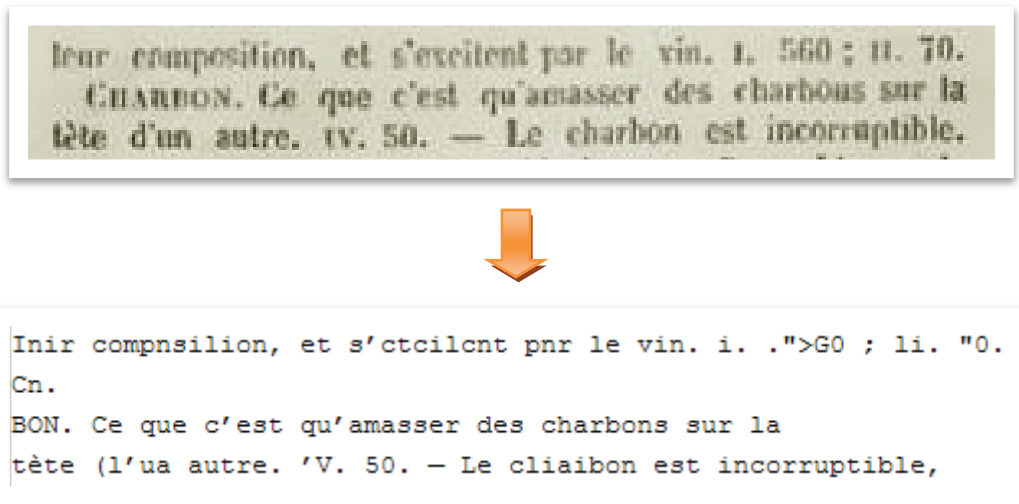 leur composition, et s'excitent par le vin. I. 560 ; II. 70.
CHARBON. Ce que c'est qu'amasser des charbons sur la
tête d'un autre. IV. 50. — Le charbon est incorruptible.
Inir compnsilion, et s’ctcilcnt pnr le vin. i. .">G0 ; li. "0.
Cn.
BON. Ce que c’est qu’amasser des charbons sur la
tète (l’ua autre. ’V. 50. — Le cliaibon est incorruptible,